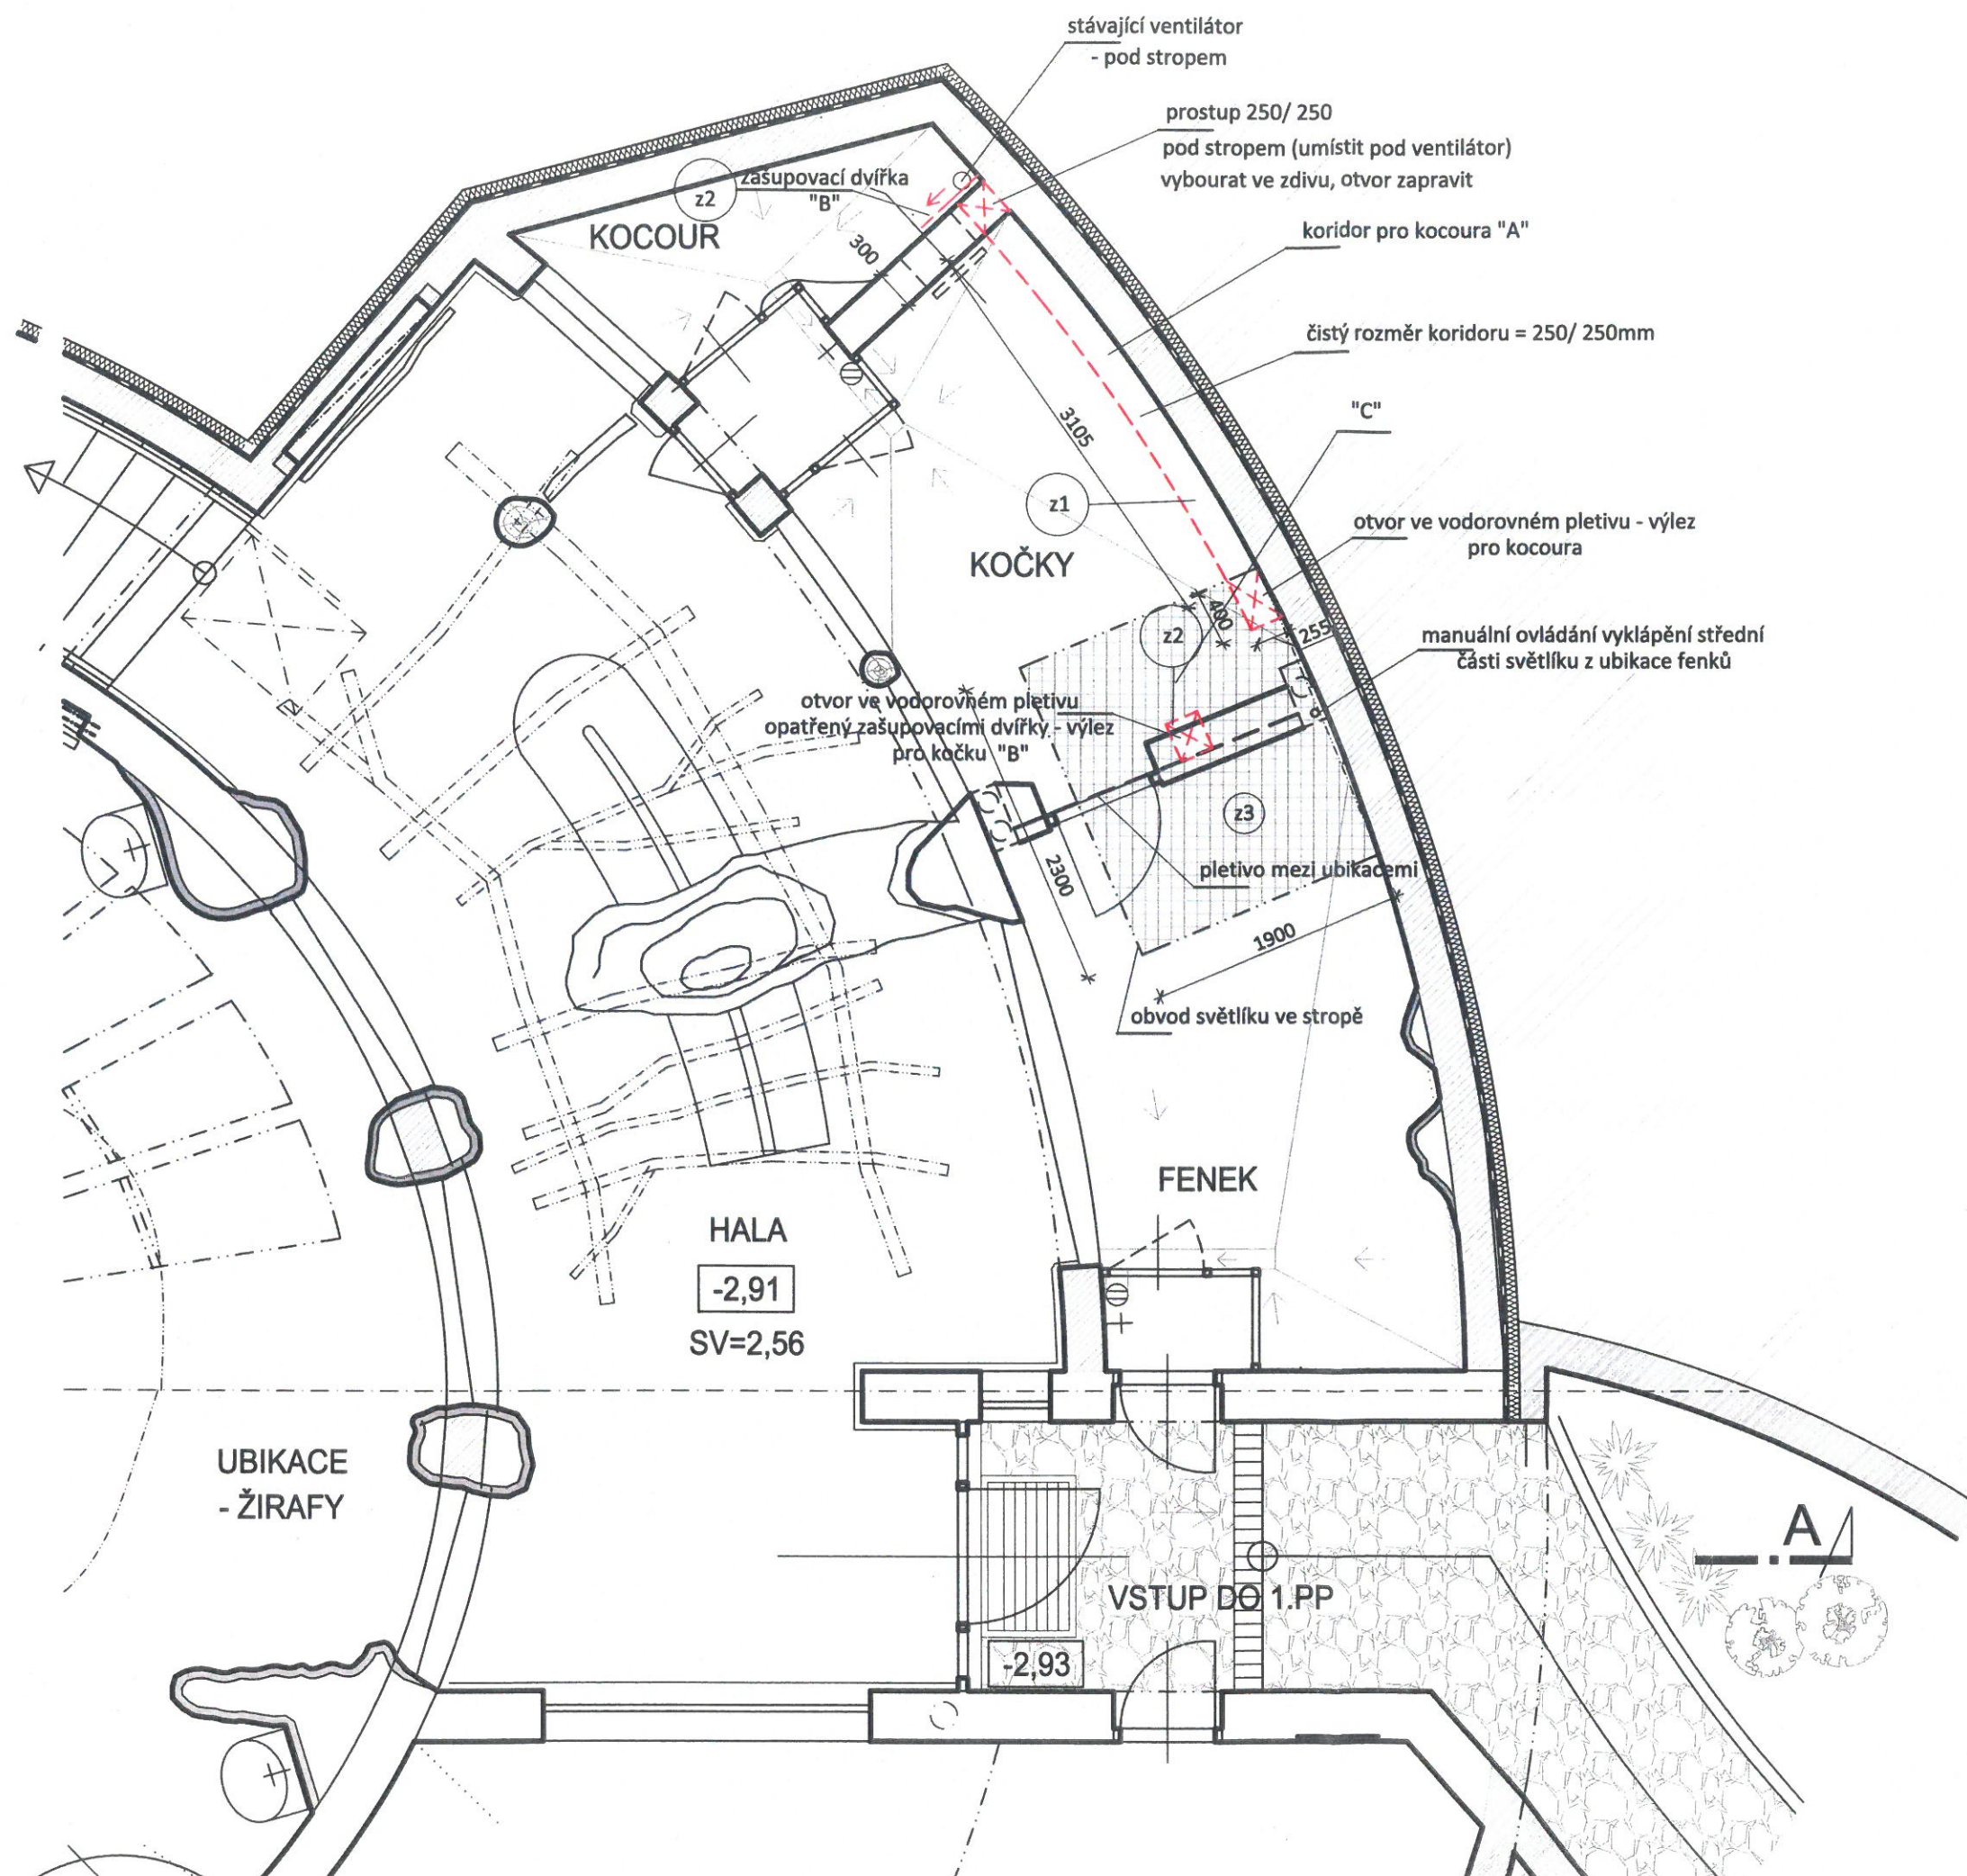 stávající ventilátor
- pod stropem
prostup 250/ 250
pod stropem (umístit pod ventilátor)
vybourat ve zdivu, otvor zapravit
z2
zašupovací dvířka
"B"
KOCOUR
300
koridor pro kocoura "A"
čistý rozměr koridoru = 250/ 250mm
"C"
3105
z1
otvor ve vodorovném pletivu - výlez
pro kocoura
KOČKY
400
z2
255
manuální ovládání vyklápění střední
části světlíku z ubikace fenků
otvor ve vodorovném pletivu
opatřený zašupovacími dvířky - výlez
pro kočku "B"
z3
2300
pletivo mezi ubikacemi
1900
obvod světlíku ve stropě
FENEK
HALA
-2,91
SV=2,56
UBIKACE
- ŽIRAFY
A
VSTUP DO 1.PP
-2,93